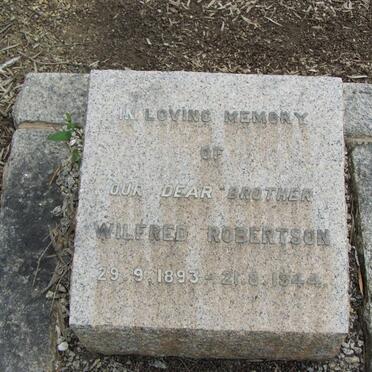 IN LOVING MEMORY
OF
OUR DEAR BROTHER
WILFRED ROBERTSON
29.9.1893 - 21.8.1944.